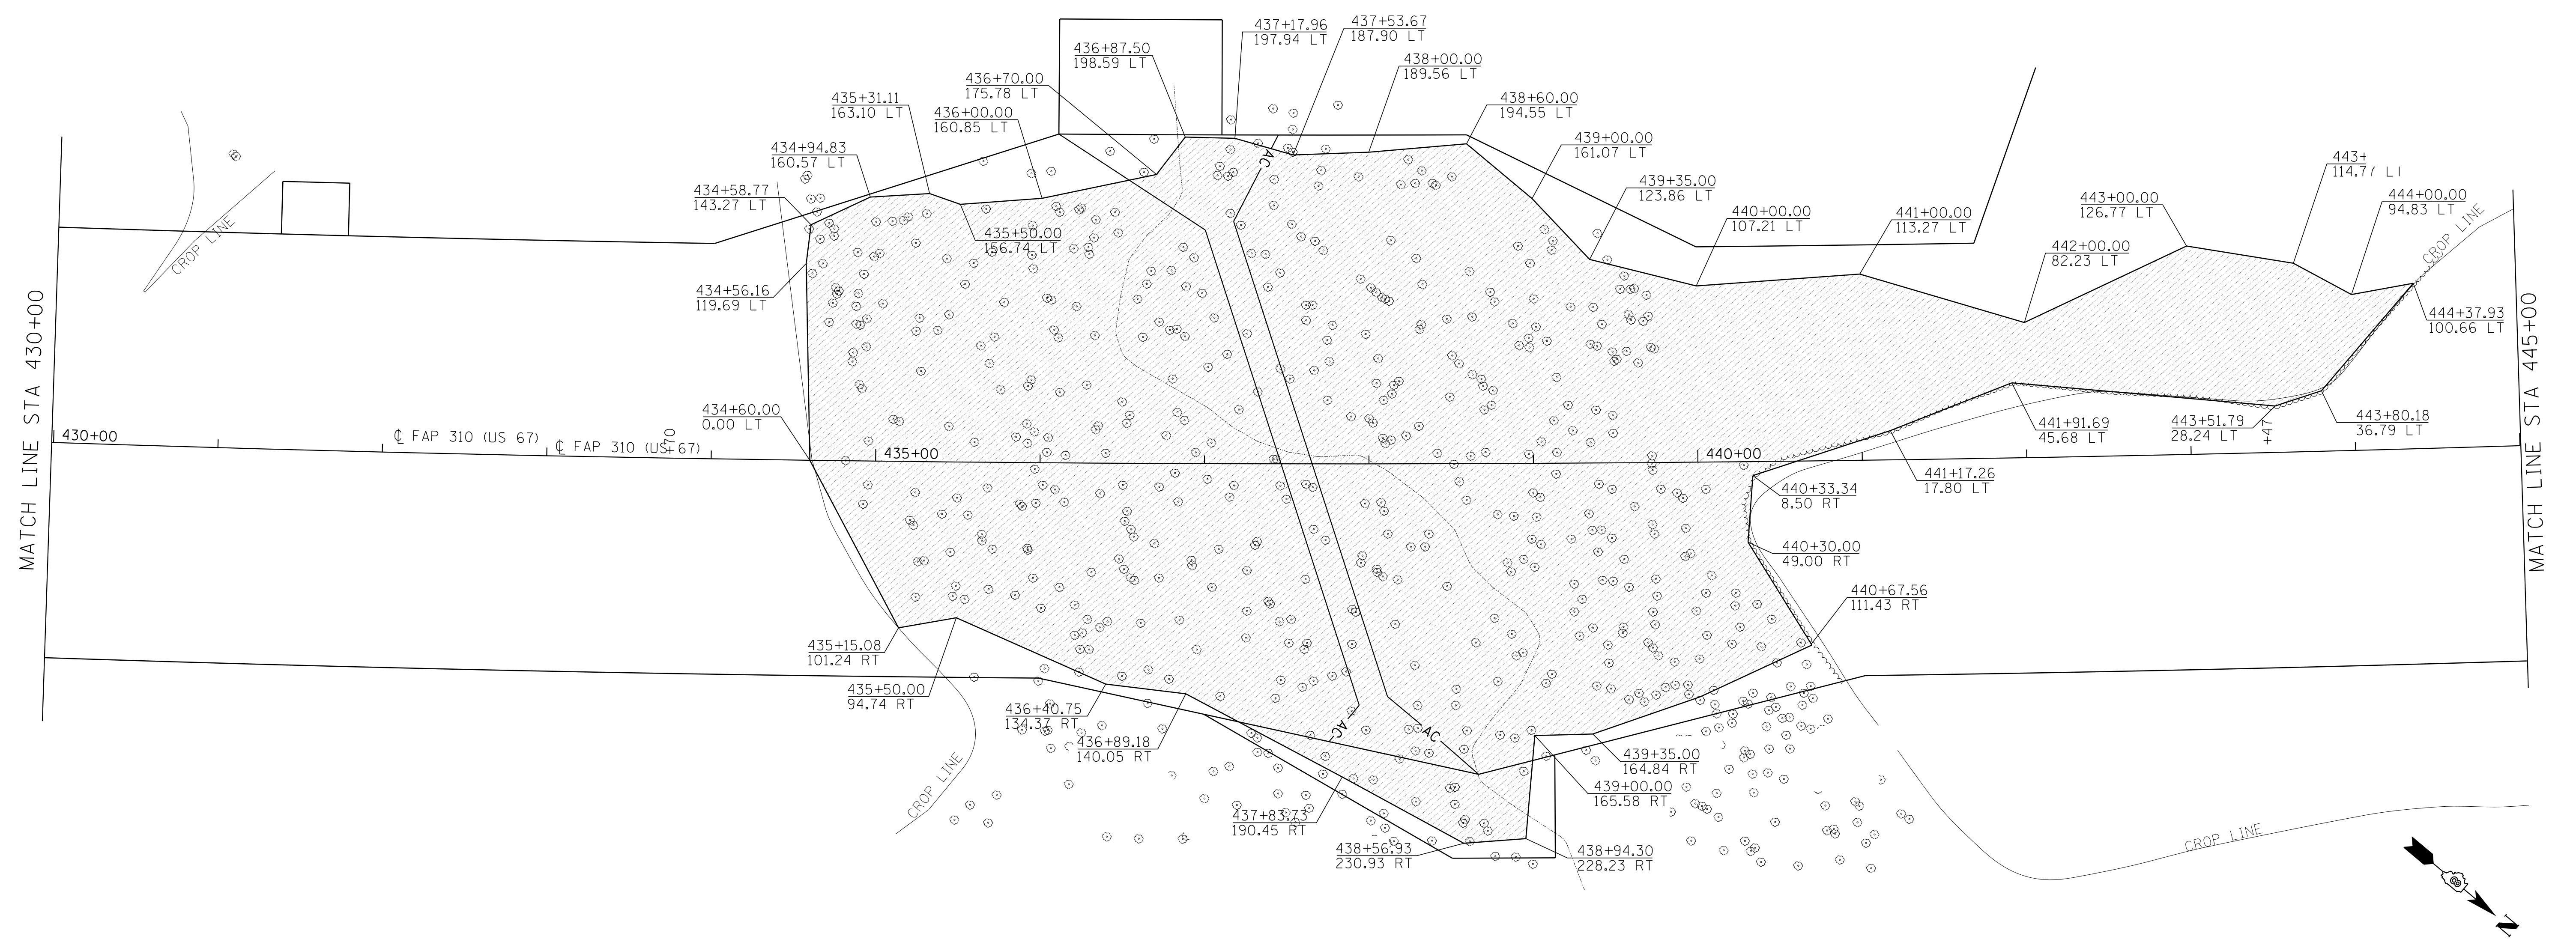 437+17.96
197.94 LT
437+53.67
187.90 LT
436+87.50
198.59 LT
438+00.00
189.56 LT
436+70.00
175.78 LT
435+31.11
163.10 LT
436+00.00
160.85 LT
438+60.00
194.55 LT
439+00.00
161.07 LT
434+94.83
160.57 LT
434+58.77
143.27 LT
435+50.00
156.74 LT
439+35.00
123.86 LT
440+00.00
107.21 LT
441+00.00
113.27 LT
442+00.00
82.23 LT
443+00.00
126.77 LT
443+
114.77 LT
444+00.00
94.83 LT
CROP LINE
CROP LINE
434+56.16
119.69 LT
444+37.93
100.66 LT
AC
MATCH LINE STA 430+00
MATCH LINE STA 445+00
434+60.00
0.00 LT
430+00
℄ FAP 310 (US 67)
℄ FAP 310 (US 67)
+70
435+00
440+00
441+91.69
45.68 LT
443+51.79
28.24 LT
+47
443+80.18
36.79 LT
441+17.26
17.80 LT
440+33.34
8.50 RT
440+30.00
49.00 RT
440+67.56
111.43 RT
435+15.08
101.24 RT
435+50.00
94.74 RT
436+40.75
134.37 RT
436+89.18
140.05 RT
AC
AC
439+35.00
164.84 RT
439+00.00
165.58 RT
437+83.73
190.45 RT
438+56.93
230.93 RT
438+94.30
228.23 RT
CROP LINE
CROP LINE
N